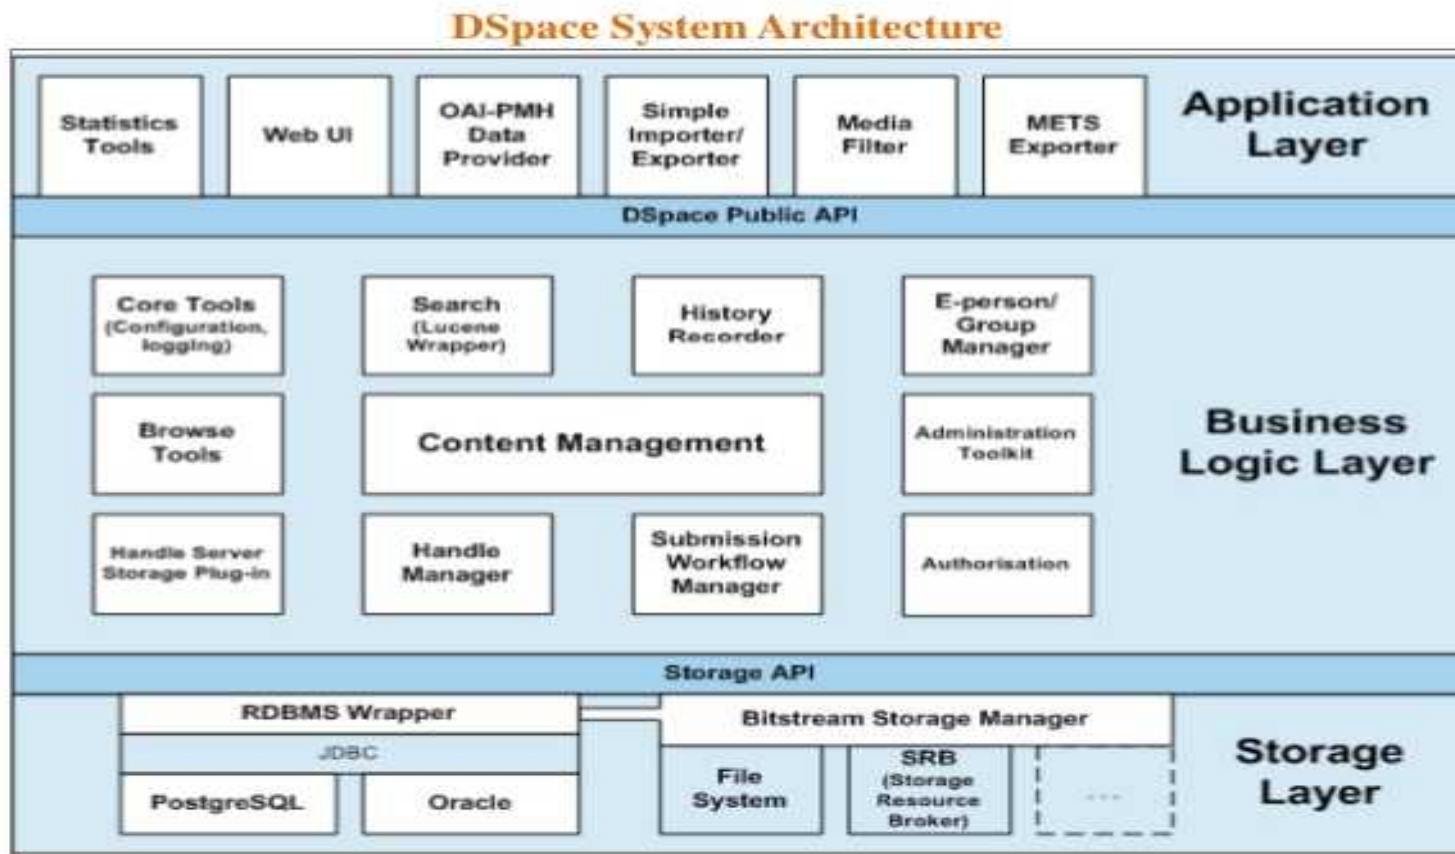 DSpace System Architecture
Statistics
Tools
Web UI
OAI-PMH
Data
Provider
Simple
Importer/
Exporter
Media
Filter
METS
Exporter
Application
Layer
DSpace Public API
Core Tools
(Configuration,
logging)
Search
(Lucene
Wrapper)
History
Recorder
E-person/
Group
Manager
Browse
Tools
Content Management
Administration
Toolkit
Business
Logic Layer
Handle Server
Storage Plug-in
Handle
Manager
Submission
Workflow
Manager
Authorisation
Storage API
RDBMS Wrapper
JDBC
PostgreSQL
Oracle
Bitstream Storage Manager
File
System
SRB
(Storage
Resource
Broker)
...
Storage
Layer